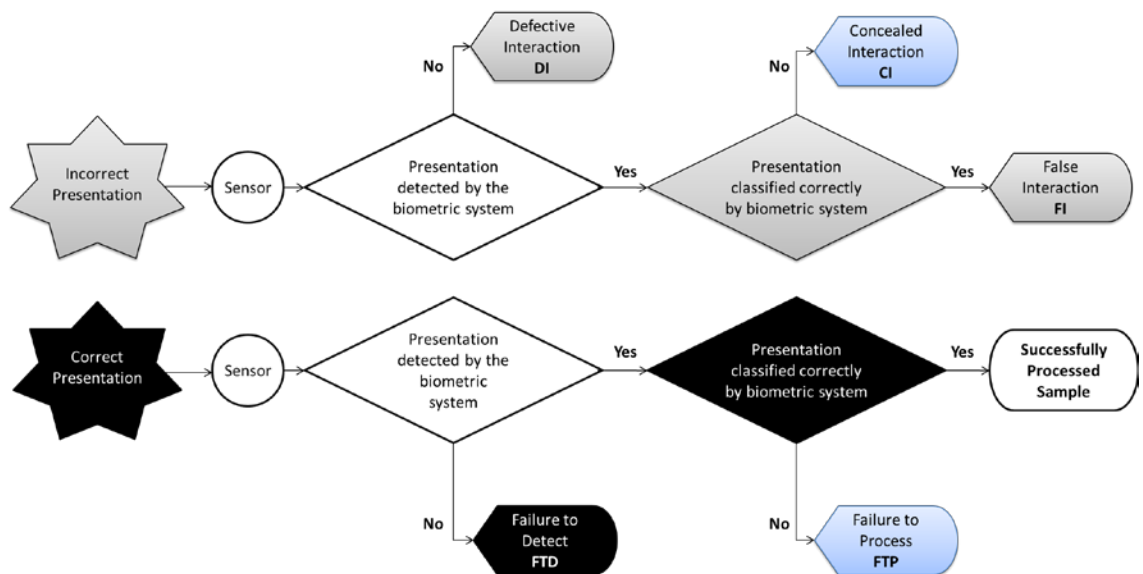 Defective
Interaction
DI
No
Concealed
Interaction
CI
No
Incorrect
Presentation
Sensor
Presentation
detected by the
biometric system
Yes
Presentation
classified correctly
by biometric system
Yes
False
Interaction
FI
Correct
Presentation
Sensor
Presentation
detected by the
biometric
system
Yes
Presentation
classified correctly
by biometric system
Yes
Successfully
Processed
Sample
No
Failure to
Detect
FTD
No
Failure to
Process
FTP